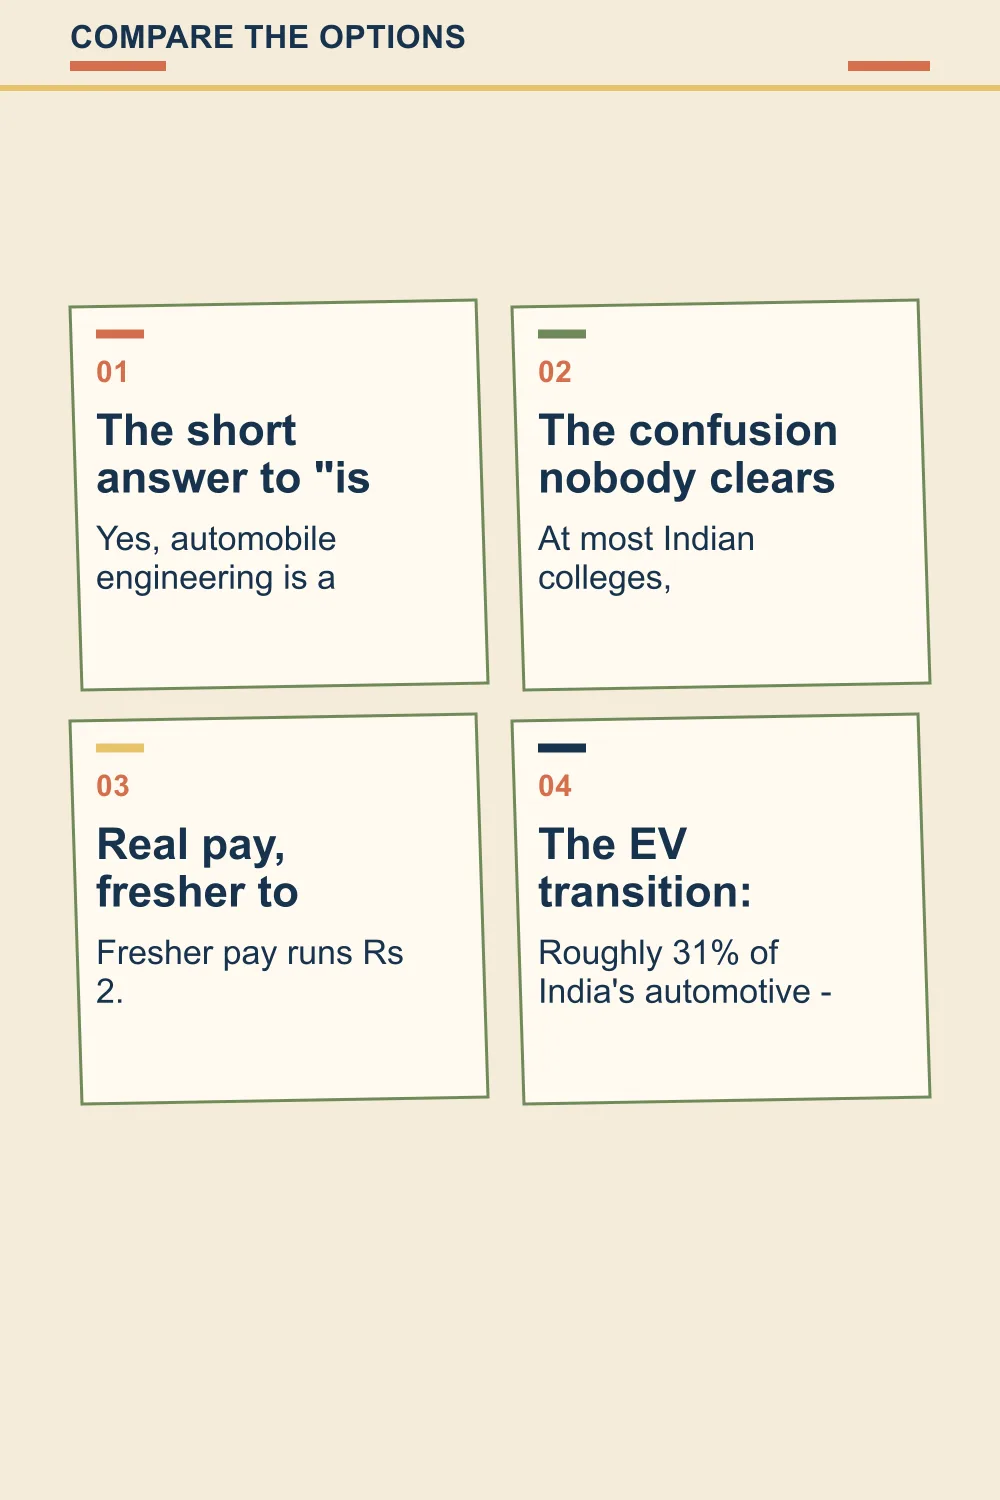 COMPARE THE OPTIONS
01
The short
answer to "is
Yes, automobile
engineering is a
02
The confusion
nobody clears
At most Indian
colleges,
03
Real pay,
fresher to
Fresher pay runs Rs
2.
04
The EV
transition:
Roughly 31% of
India's automotive -